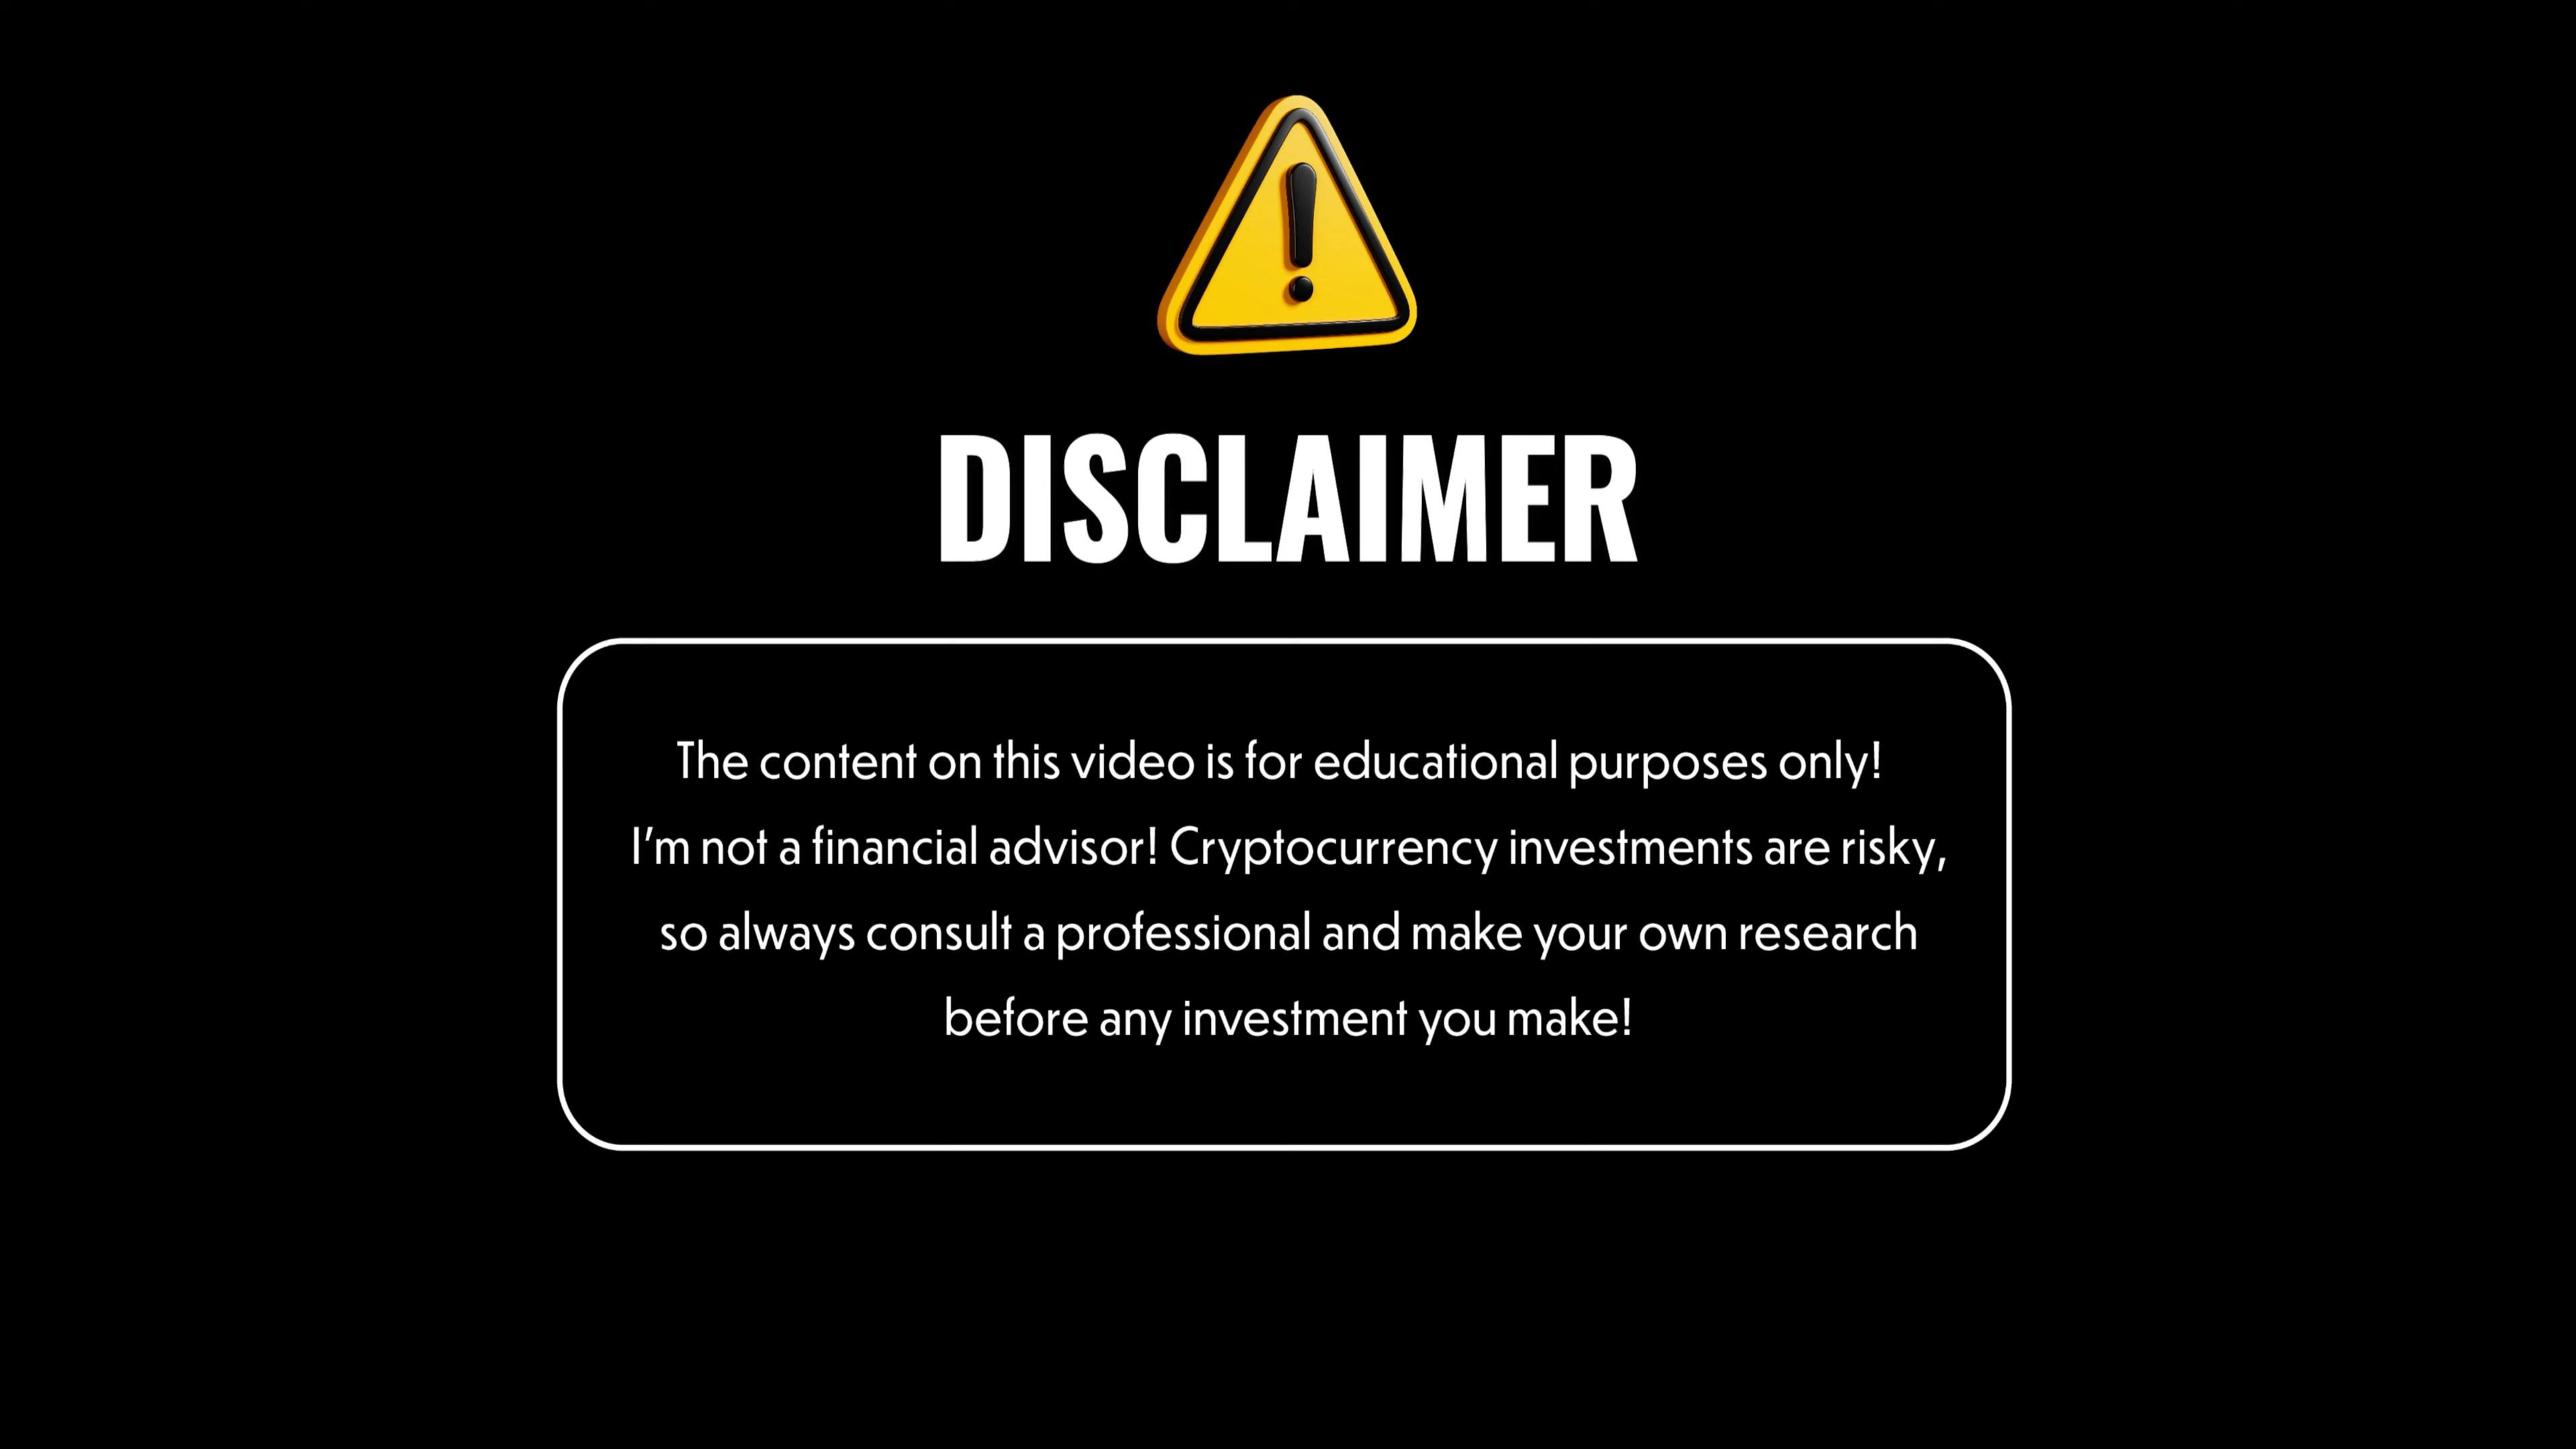 DISCLAIMER
The content on this video is for educational purposes only!
I'm not a financial advisor! Cryptocurrency investments are risky,
so always consult a professional and make your own research
before any investment you make!